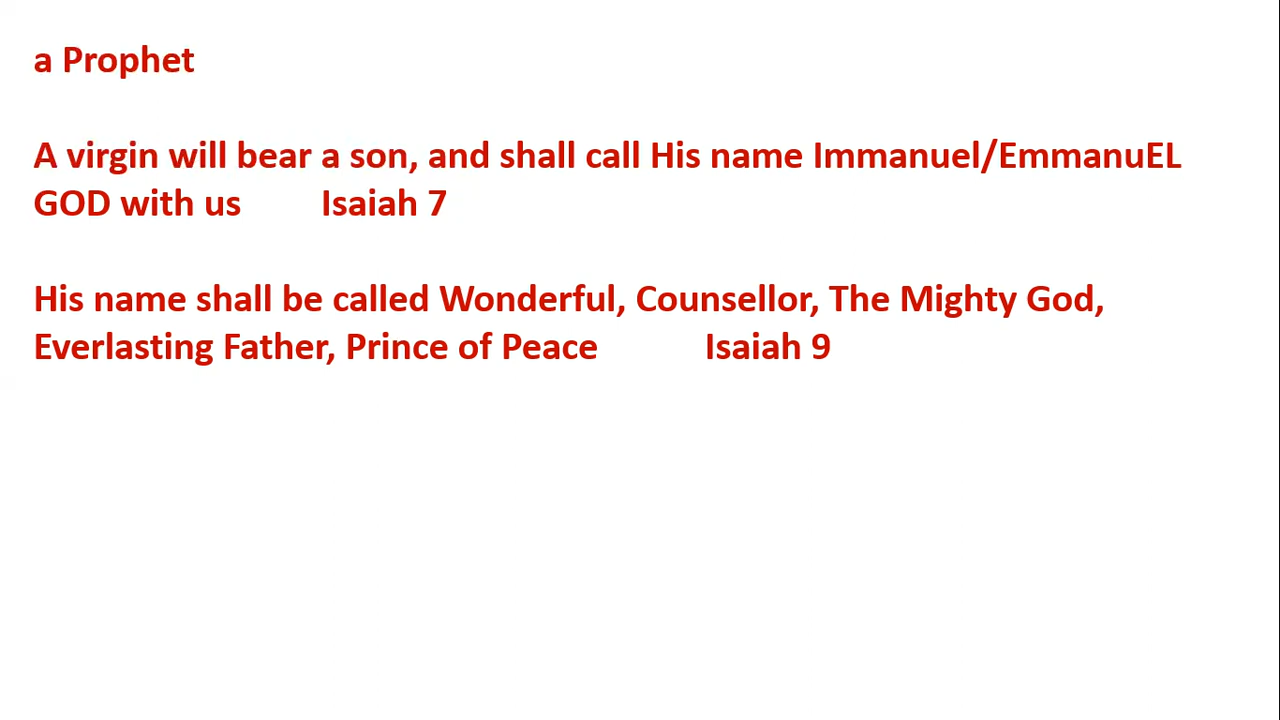 a Prophet
A virgin will bear a son, and shall call His name Immanuel/EmmanuEL
GOD with us Isaiah 7
His name shall be called Wonderful, Counsellor, The Mighty God,
Everlasting Father, Prince of Peace Isaiah 9